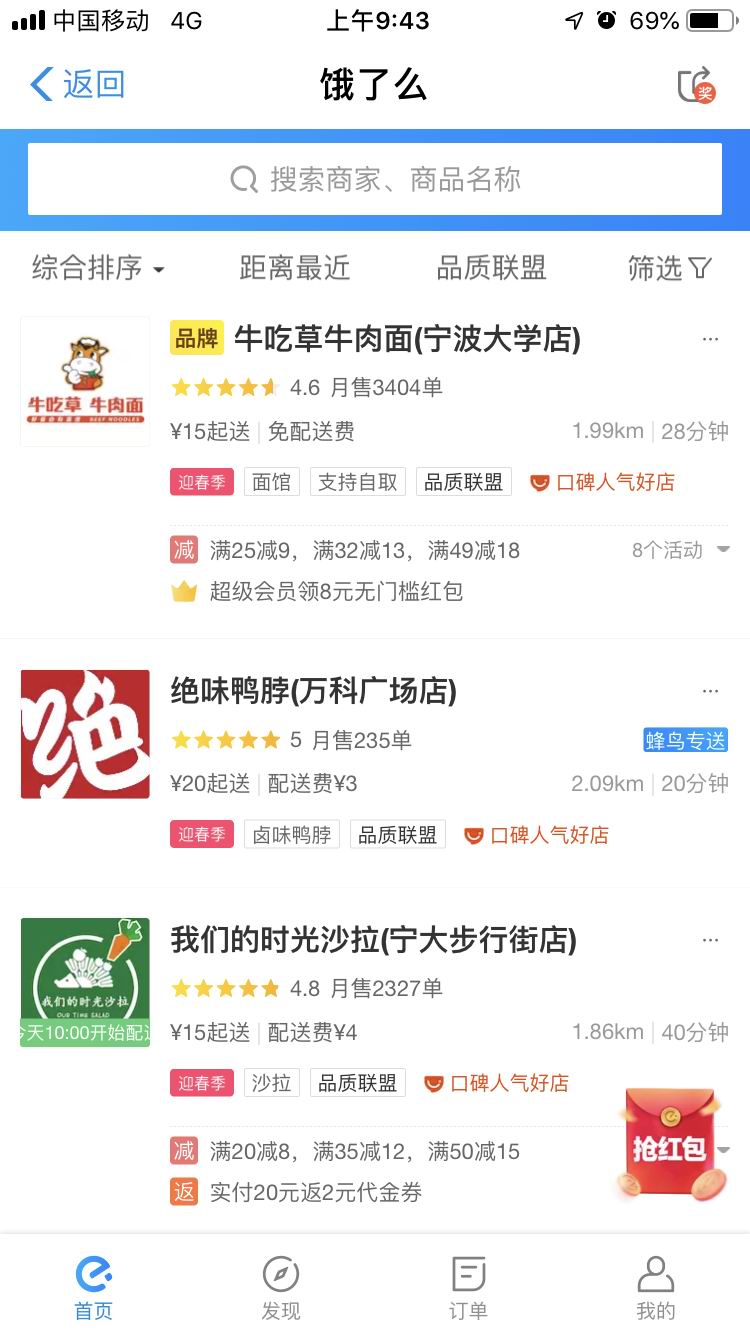 中国移动 4G 上午9:43 69%
返回 饿了么 奖
搜索商家、商品名称
综合排序 距离最近 品质联盟 筛选
品牌 牛吃草牛肉面(宁波大学店) ...
牛吃草 牛肉面
BEEF NOODLES
4.6 月售3404单
¥15起送 免配送费 1.99km 28分钟
迎春季 面馆 支持自取 品质联盟 口碑人气好店
减 满25减9，满32减13，满49减18 8个活动
超级会员领8元无门槛红包
绝
绝味鸭脖(万科广场店) ...
5 月售235单 蜂鸟专送
¥20起送 配送费¥3 2.09km 20分钟
迎春季 卤味鸭脖 品质联盟 口碑人气好店
我们的时光沙拉(宁大步行街店) ...
我们的时光沙拉
OUR TIME SALAD
今天10:00开始配送
4.8 月售2327单
¥15起送 配送费¥4 1.86km 40分钟
迎春季 沙拉 品质联盟 口碑人气好店
减 满20减8，满35减12，满50减15
抢红包
返 实付20元返2元代金券
首页 发现 订单 我的